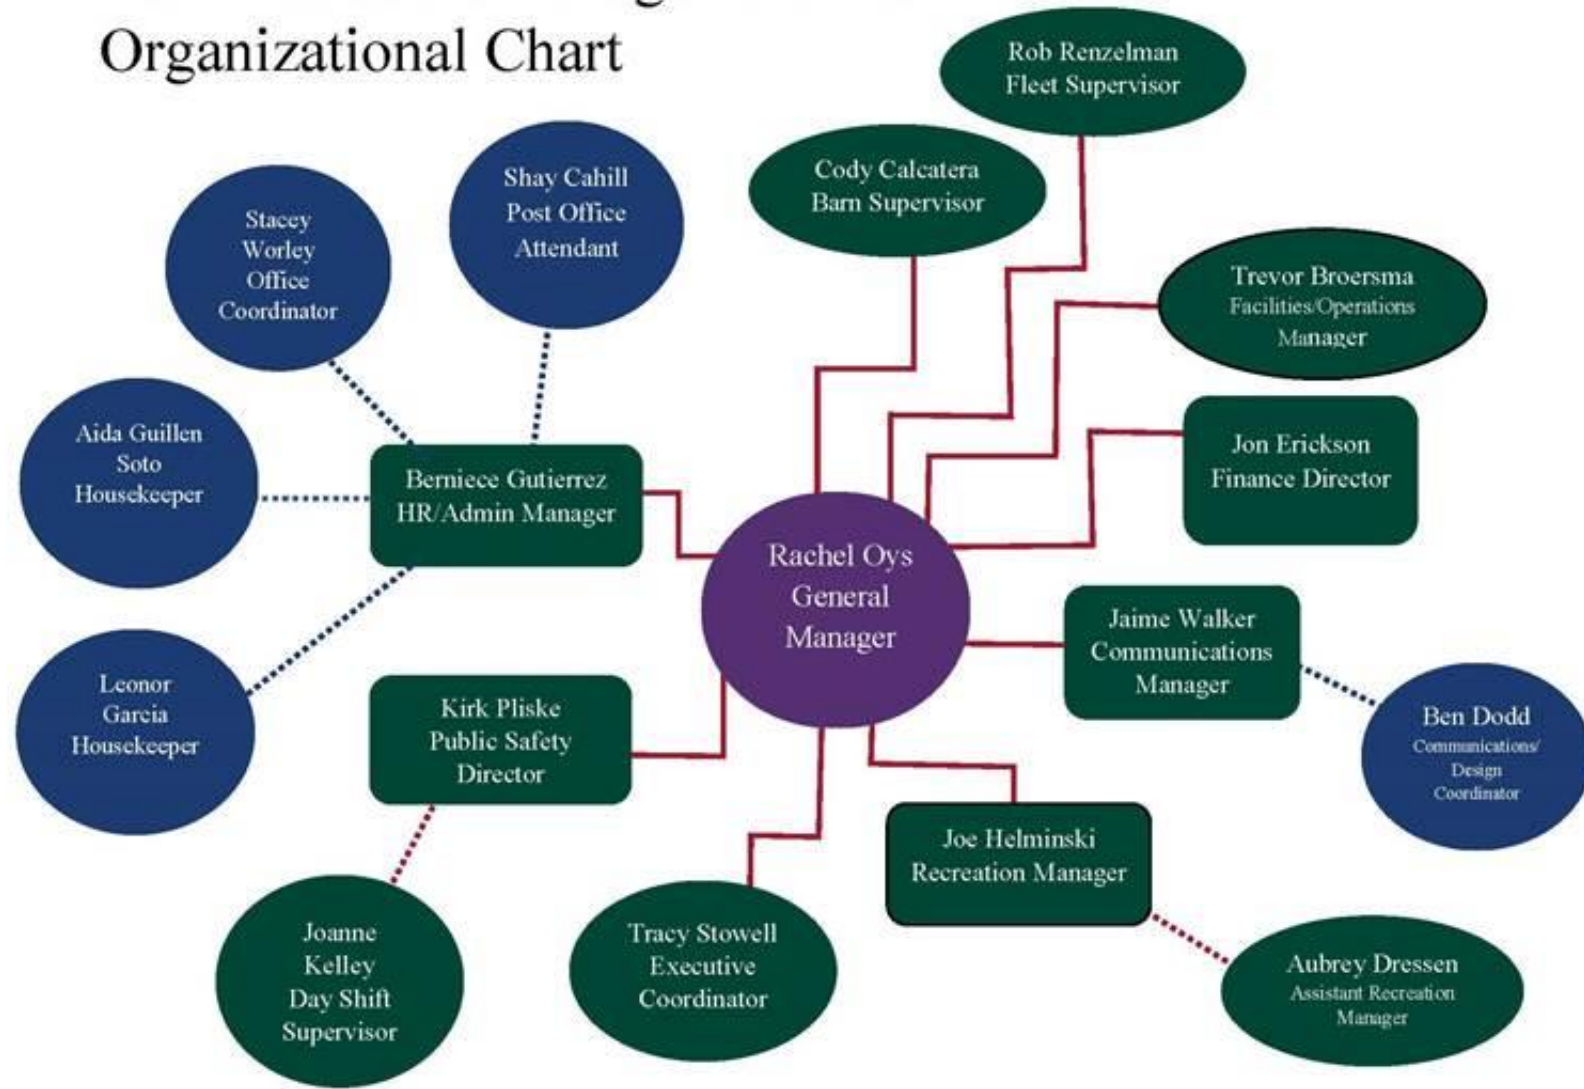 Organizational Chart
Rob Renzelman
Fleet Supervisor
Cody Calcatera
Barn Supervisor
Shay Cahill
Post Office
Attendant
Stacey
Worley
Office
Coordinator
Trevor Broersma
Facilities/Operations
Manager
Aida Guillen
Soto
Housekeeper
Berniece Gutierrez
HR/Admin Manager
Jon Erickson
Finance Director
Rachel Oys
General
Manager
Jaime Walker
Communications
Manager
Leonor
Garcia
Housekeeper
Kirk Pliske
Public Safety
Director
Ben Dodd
Communications/
Design
Coordinator
Joe Helminski
Recreation Manager
Joanne
Kelley
Day Shift
Supervisor
Tracy Stowell
Executive
Coordinator
Aubrey Dressen
Assistant Recreation
Manager